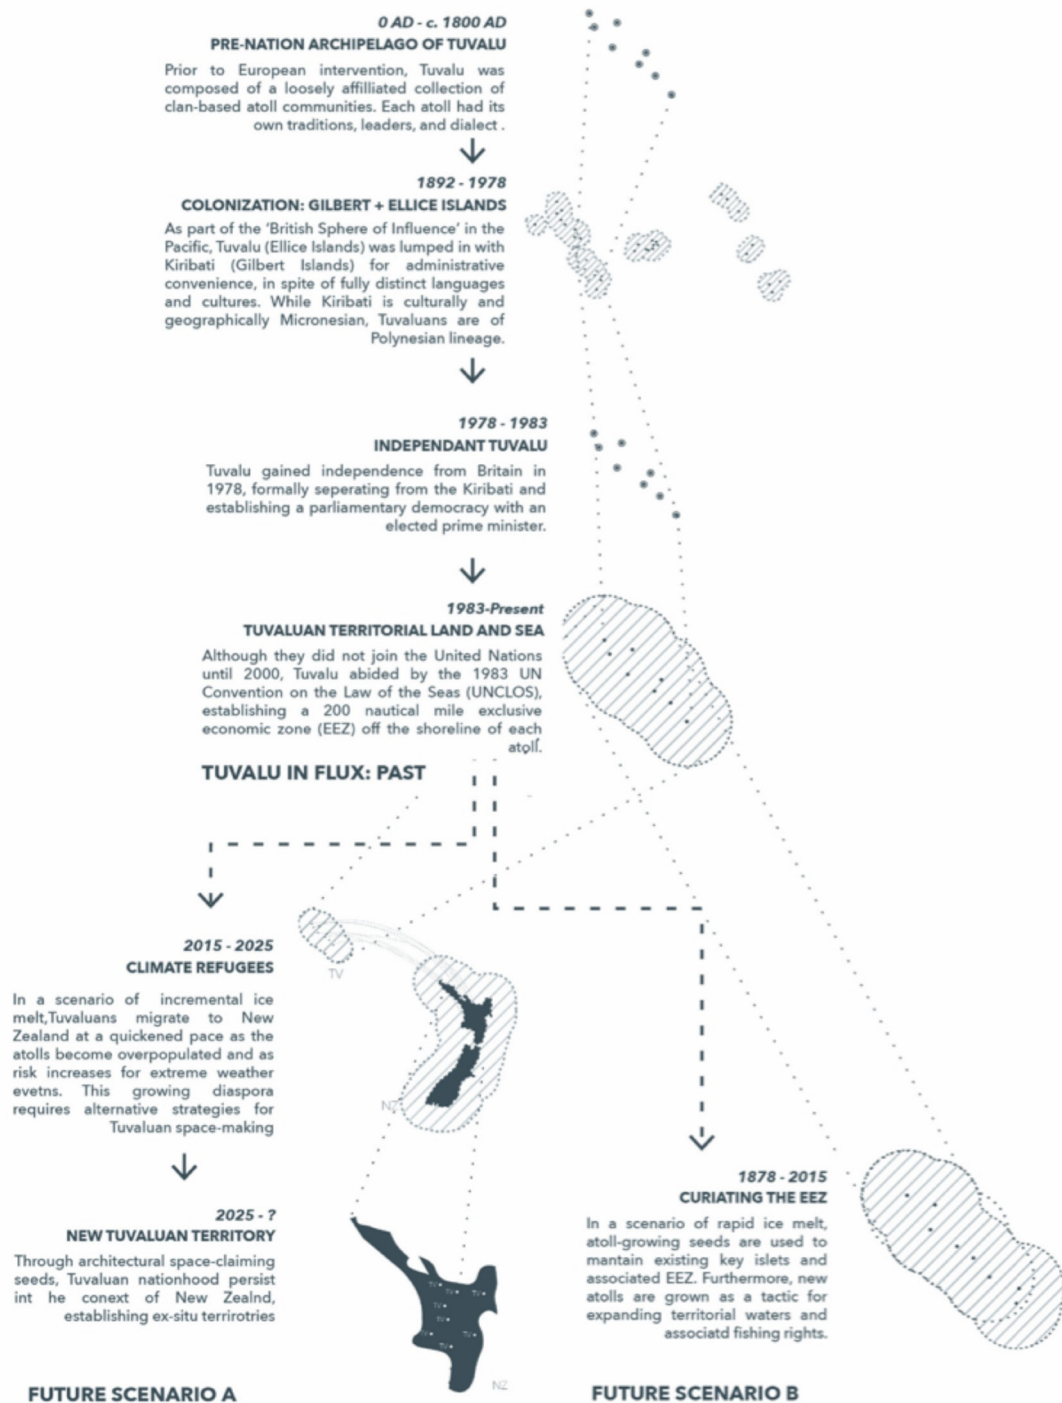 0 AD - c. 1800 AD
PRE-NATION ARCHIPELAGO OF TUVALU
Prior to European intervention, Tuvalu was
composed of a loosely affilliated collection of
clan-based atoll communities. Each atoll had its
own traditions, leaders, and dialect .
1892 - 1978
COLONIZATION: GILBERT + ELLICE ISLANDS
As part of the 'British Sphere of Influence' in the
Pacific, Tuvalu (Ellice Islands) was lumped in with
Kiribati (Gilbert Islands) for administrative
convenience, in spite of fully distinct languages
and cultures. While Kiribati is culturally and
geographically Micronesian, Tuvaluans are of
Polynesian lineage.
1978 - 1983
INDEPENDANT TUVALU
Tuvalu gained independence from Britain in
1978, formally seperating from the Kiribati and
establishing a parliamentary democracy with an
elected prime minister.
1983-Present
TUVALUAN TERRITORIAL LAND AND SEA
Although they did not join the United Nations
until 2000, Tuvalu abided by the 1983 UN
Convention on the Law of the Seas (UNCLOS),
establishing a 200 nautical mile exclusive
economic zone (EEZ) off the shoreline of each
atoll.
TUVALU IN FLUX: PAST
2015 - 2025
CLIMATE REFUGEES
In a scenario of incremental ice
melt,Tuvaluans migrate to New
Zealand at a quickened pace as the
atolls become overpopulated and as
risk increases for extreme weather
evetns. This growing diaspora
requires alternative strategies for
Tuvaluan space-making
TV
NZ
2025 - ?
NEW TUVALUAN TERRITORY
Through architectural space-claiming
seeds, Tuvaluan nationhood persist
int he conext of New Zealnd,
establishing ex-situ terrirotries
TV
TV
TV
TV
TV
TV
TV
TV
NZ
FUTURE SCENARIO A
1878 - 2015
CURIATING THE EEZ
In a scenario of rapid ice melt,
atoll-growing seeds are used to
mantain existing key islets and
associated EEZ. Furthermore, new
atolls are grown as a tactic for
expanding territorial waters and
associatd fishing rights.
FUTURE SCENARIO B